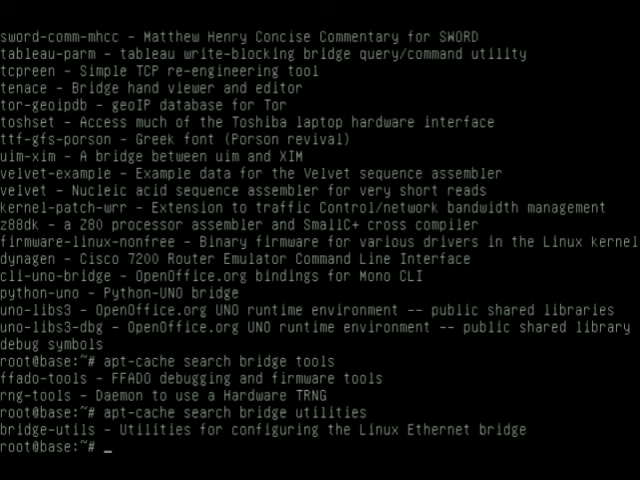 sword-comm-mhcc - Matthew Henry Concise Commentary for SWORD
tableau-parm - tableau write-blocking bridge query/command utility
tcpreen - Simple TCP re-engineering tool
tenace - Bridge hand viewer and editor
tor-geoipdb - geoIP database for Tor
toshset - Access much of the Toshiba laptop hardware interface
ttf-gfs-porson - Greek font (Porson revival)
uim-xim - A bridge between uim and XIM
velvet-example - Example data for the Velvet sequence assembler
velvet - Nucleic acid sequence assembler for very short reads
kernel-patch-wrr - Extension to traffic Control/network bandwidth management
z88dk - a Z80 processor assembler and SmallC+ cross compiler
firmware-linux-nonfree - Binary firmware for various drivers in the Linux kernel
dynagen - Cisco 7200 Router Emulator Command Line Interface
cli-uno-bridge - OpenOffice.org bindings for Mono CLI
python-uno - Python-UNO bridge
uno-libs3 - OpenOffice.org UNO runtime environment -- public shared libraries
uno-libs3-dbg - OpenOffice.org UNO runtime environment -- public shared library
debug symbols
root@base:~# apt-cache search bridge tools
ffado-tools - FFADO debugging and firmware tools
rng-tools - Daemon to use a Hardware TRNG
root@base:~# apt-cache search bridge utilities
bridge-utils - Utilities for configuring the Linux Ethernet bridge
root@base:~# _